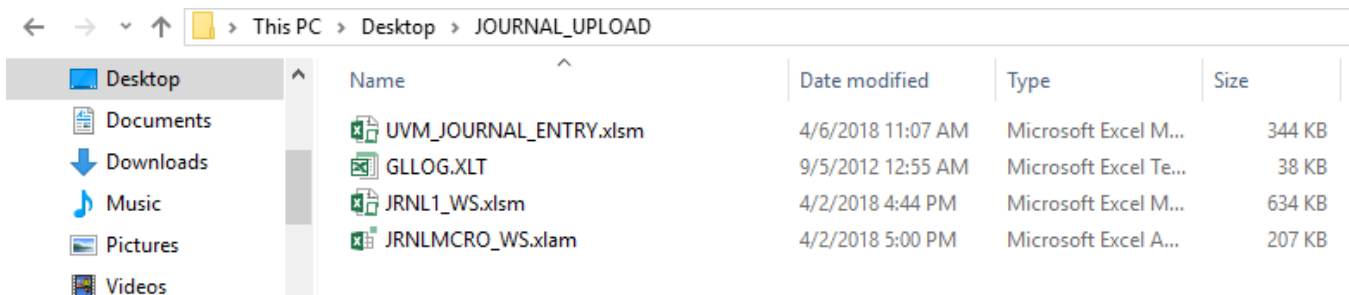 This PC > Desktop > JOURNAL_UPLOAD
Desktop
Documents
Downloads
Music
Pictures
Videos
Name Date modified Type Size
UVM_JOURNAL_ENTRY.xlsm 4/6/2018 11:07 AM Microsoft Excel M... 344 KB
GLLOG.XLT 9/5/2012 12:55 AM Microsoft Excel Te... 38 KB
JRNL1_WS.xlsm 4/2/2018 4:44 PM Microsoft Excel M... 634 KB
JRNLMCRO_WS.xlam 4/2/2018 5:00 PM Microsoft Excel A... 207 KB